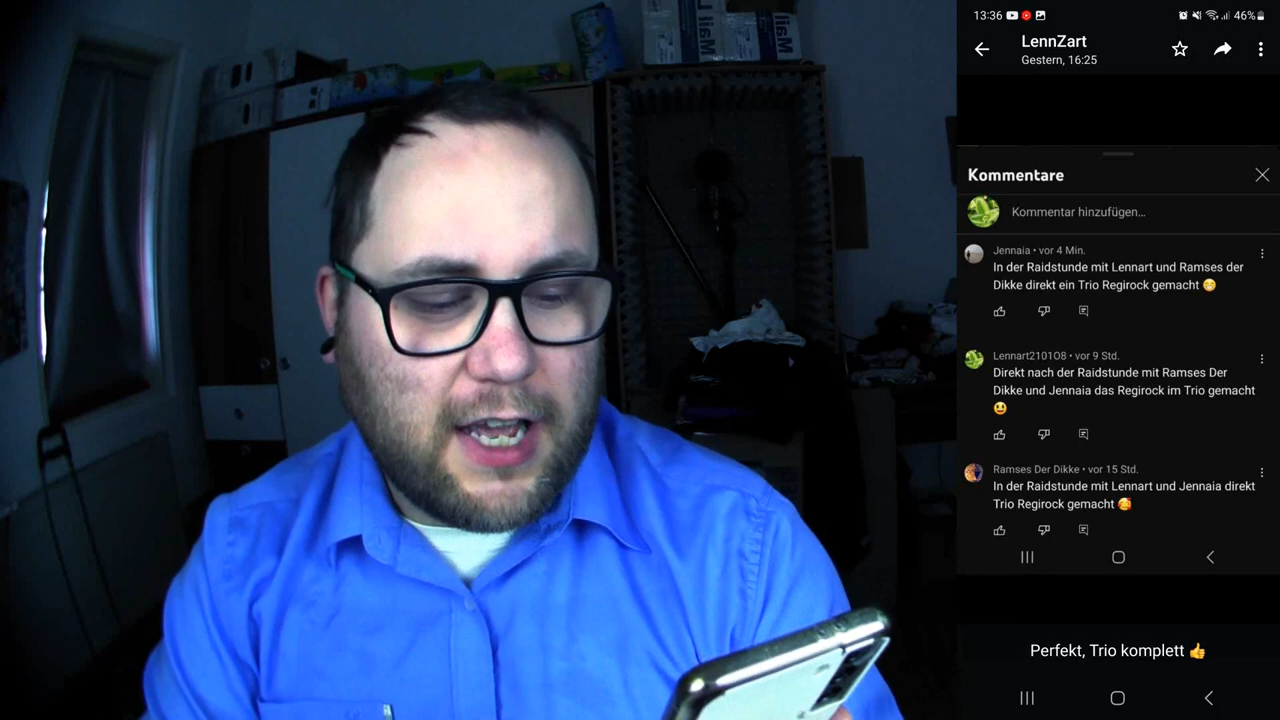 13:36
46%
LennZart
Gestern, 16:25
Kommentare
Kommentar hinzufügen...
Jennaia • vor 4 Min.
In der Raidstunde mit Lennart und Ramses der
Dikke direkt ein Trio Regirock gemacht 😁
Lennart210108 • vor 9 Std.
Direkt nach der Raidstunde mit Ramses Der
Dikke und Jennaia das Regirock im Trio gemacht
😃
Ramses Der Dikke • vor 15 Std.
In der Raidstunde mit Lennart und Jennaia direkt
Trio Regirock gemacht 🥰
Perfekt, Trio komplett 👍